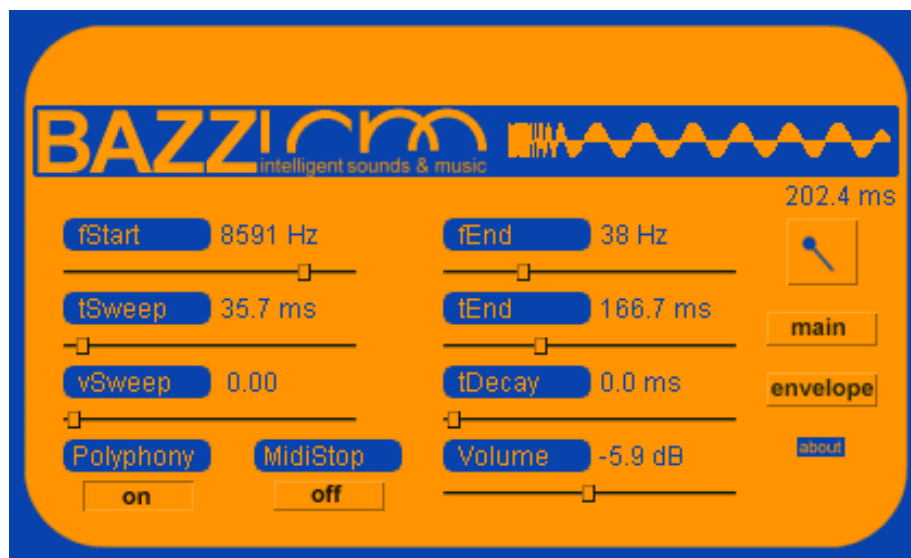 BAZZ!
intelligent sounds & music
202.4 ms
fStart 8591 Hz fEnd 38 Hz
tSweep 35.7 ms tEnd 166.7 ms
main
vSweep 0.00 tDecay 0.0 ms
envelope
Polyphony MidiStop Volume -5.9 dB
about
on off